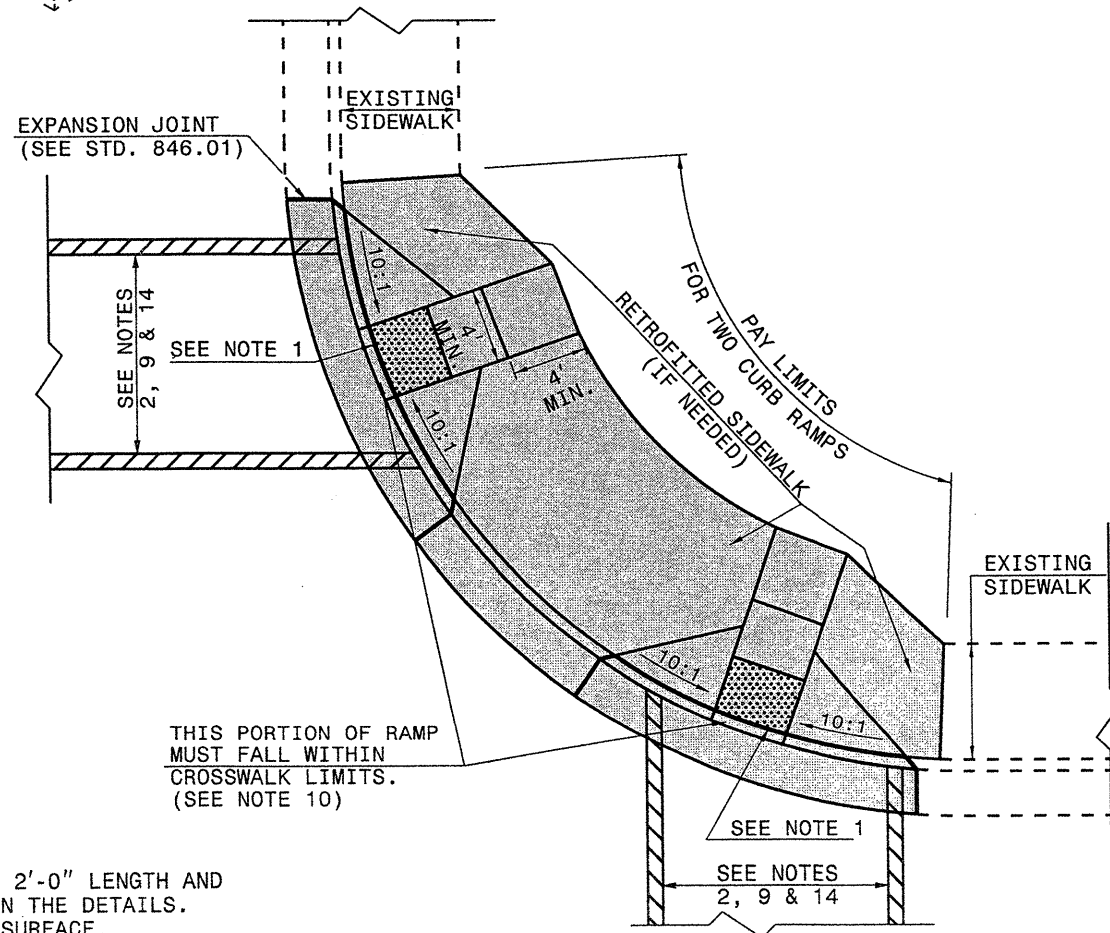 EXISTING
SIDEWALK
EXPANSION JOINT
(SEE STD. 846.01)
SEE NOTES
2, 9 & 14
SEE NOTE 1
10:1
4'
MIN
4'
MIN.
10:1
PAY LIMITS
FOR TWO CURB RAMPS
RETROFITTED SIDEWALK
(IF NEEDED)
EXISTING
SIDEWALK
10:1
10:1
THIS PORTION OF RAMP
MUST FALL WITHIN
CROSSWALK LIMITS.
(SEE NOTE 10)
SEE NOTE 1
SEE NOTES
2, 9 & 14
2'-0" LENGTH AND
N THE DETAILS.
SURFACE